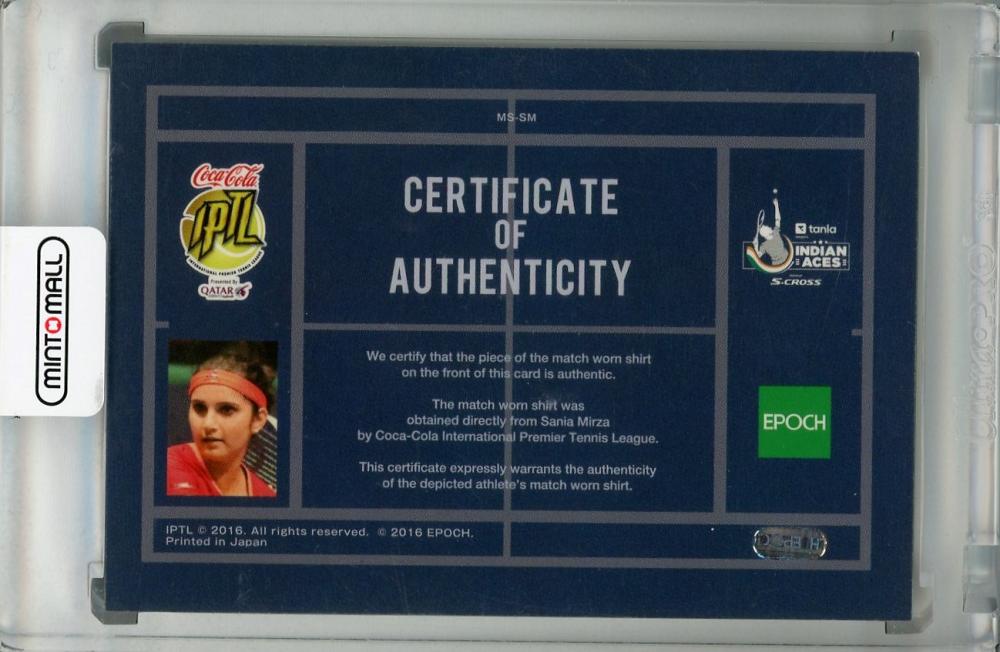 MS-SM
Coca-Cola
IPTL
INTERNATIONAL PREMIER TENNIS LEAGUE
Presented By
QATAR
CERTIFICATE
OF
AUTHENTICITY
tanla
INDIAN
ACES
S-CROSS
MINT MALL
We certify that the piece of the match worn shirt
on the front of this card is authentic.
The match worn shirt was
obtained directly from Sania Mirza
by Coca-Cola International Premier Tennis League.
This certificate expressly warrants the authenticity
of the depicted athlete's match worn shirt.
EPOCH
IPTL © 2016. All rights reserved. © 2016 EPOCH.
Printed in Japan